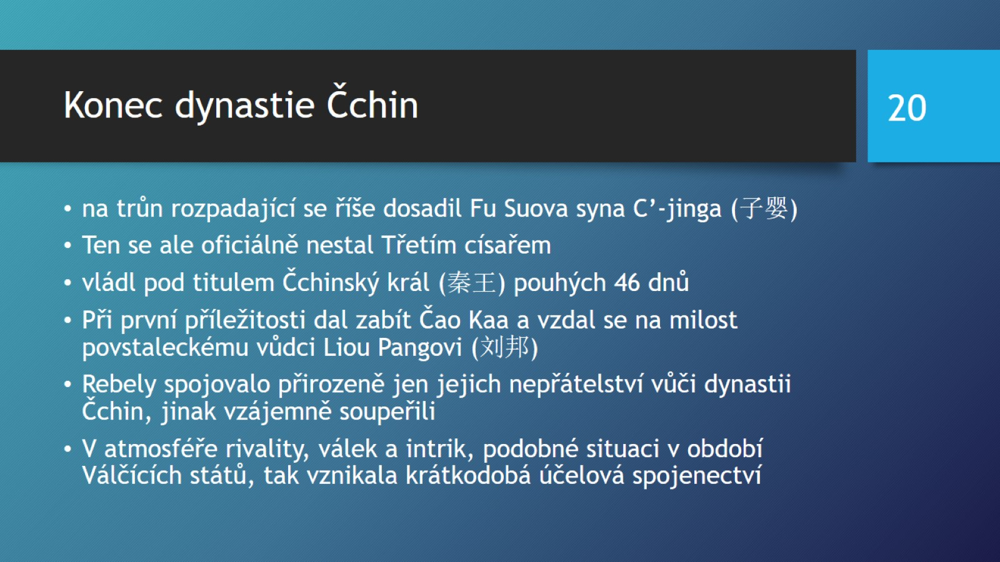 Konec dynastie Čchin
20
• na trůn rozpadající se říše dosadil Fu Suova syna C’-jinga (子婴)
• Ten se ale oficiálně nestal Třetím císařem
• vládl pod titulem Čchinský král (秦王) pouhých 46 dnů
• Při první příležitosti dal zabít Čao Kaa a vzdal se na milost
povstaleckému vůdci Liou Pangovi (刘邦)
• Rebely spojovalo přirozeně jen jejich nepřátelství vůči dynastii
Čchin, jinak vzájemně soupeřili
• V atmosféře rivality, válek a intrik, podobné situaci v období
Válčících států, tak vznikala krátkodobá účelová spojenectví